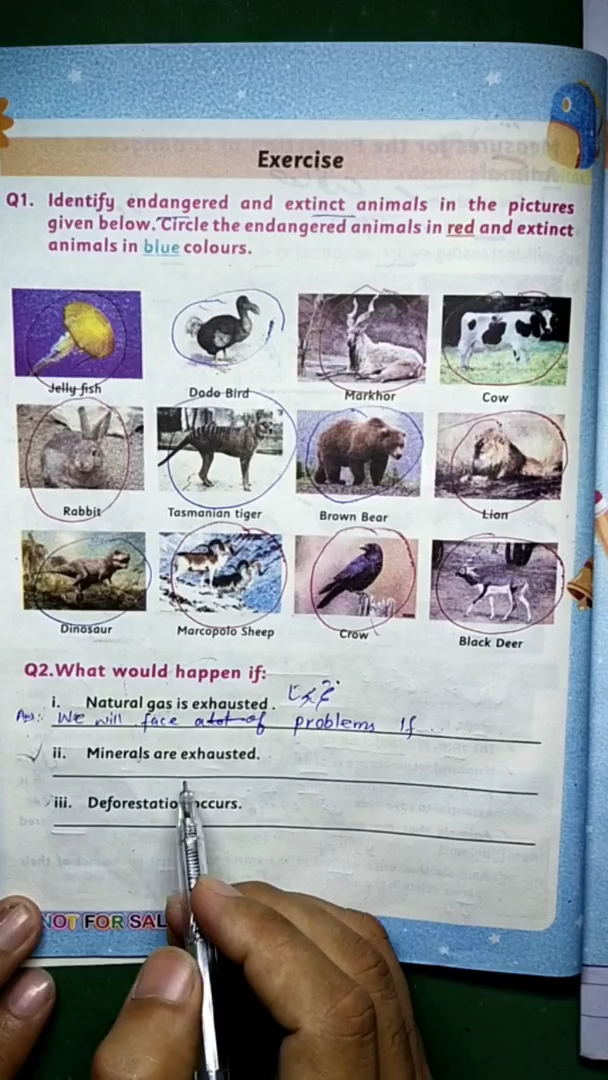 Exercise
Q1. Identify endangered and extinct animals in the pictures
given below. Circle the endangered animals in red and extinct
animals in blue colours.
Jelly fish
Dodo Bird
Markhor
Cow
Rabbit
Tasmanian tiger
Brown Bear
Lion
Dinosaur
Marcopolo Sheep
Crow
Black Deer
Q2.What would happen if:
i. Natural gas is exhausted.
Ans: We will face problems If ..
ii. Minerals are exhausted.
iii. Deforestatio occurs.
NOT FOR SAL